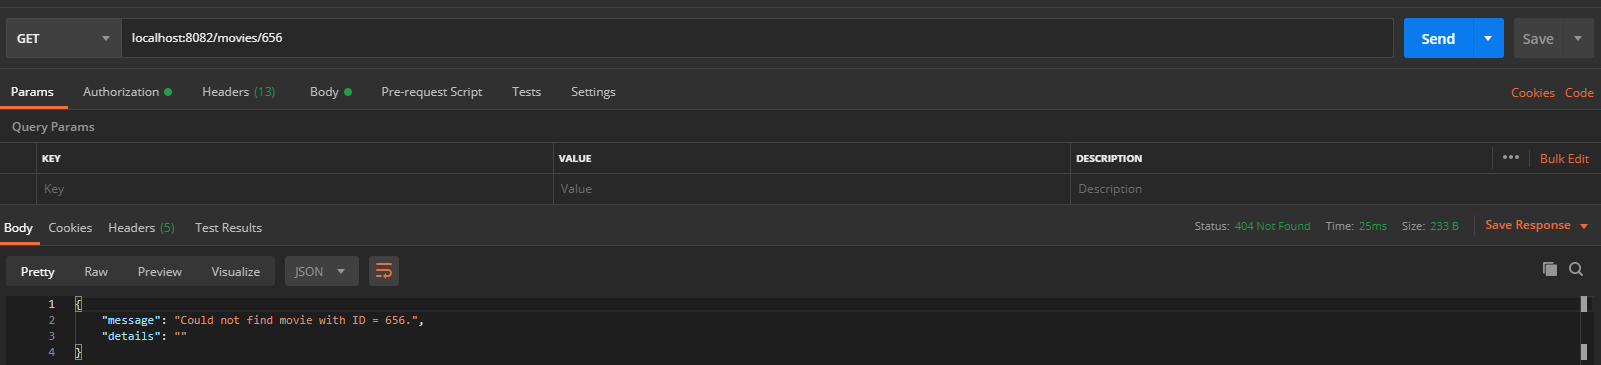 GET localhost:8082/movies/656 Send Save
Params Authorization Headers (13) Body Pre-request Script Tests Settings Cookies Code
Query Params
KEY VALUE DESCRIPTION ••• Bulk Edit
Key Value Description
Body Cookies Headers (5) Test Results Status: 404 Not Found Time: 25ms Size: 233 B Save Response
Pretty Raw Preview Visualize JSON
1 {
2 "message": "Could not find movie with ID = 656.",
3 "details": ""
4 }